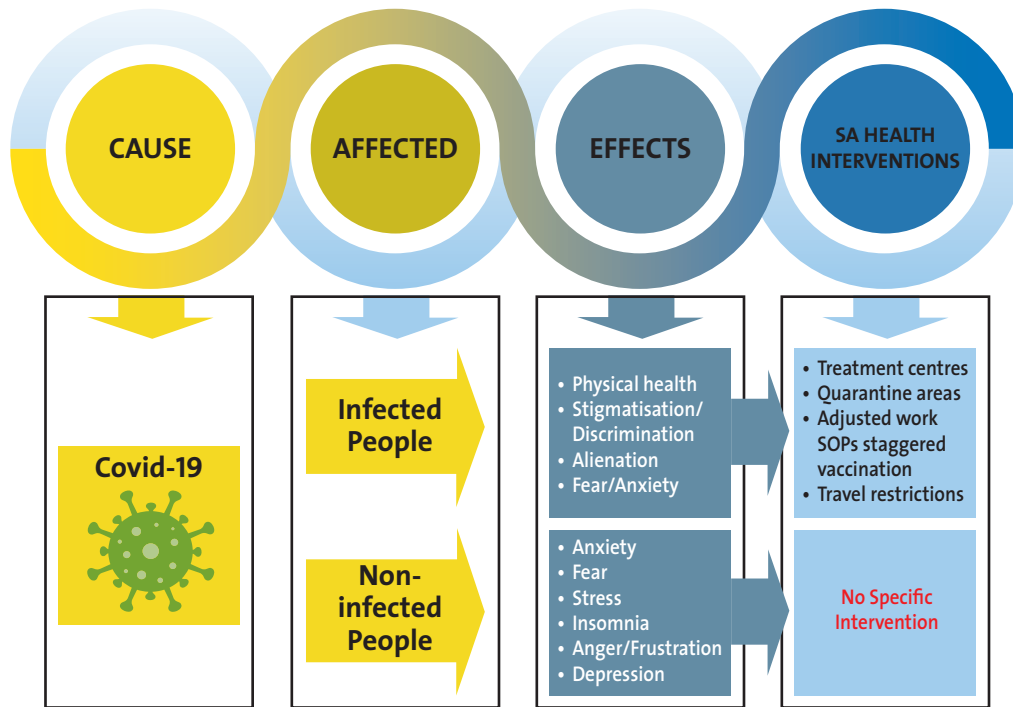 CAUSE
AFFECTED
EFFECTS
SA HEALTH
INTERVENTIONS
Covid-19
Infected
People
Non-
infected
People
• Physical health
• Stigmatisation/
Discrimination
• Alienation
• Fear/Anxiety
• Anxiety
• Fear
• Stress
• Insomnia
• Anger/Frustration
• Depression
• Treatment centres
• Quarantine areas
• Adjusted work
SOPs staggered
vaccination
• Travel restrictions
No Specific
Intervention